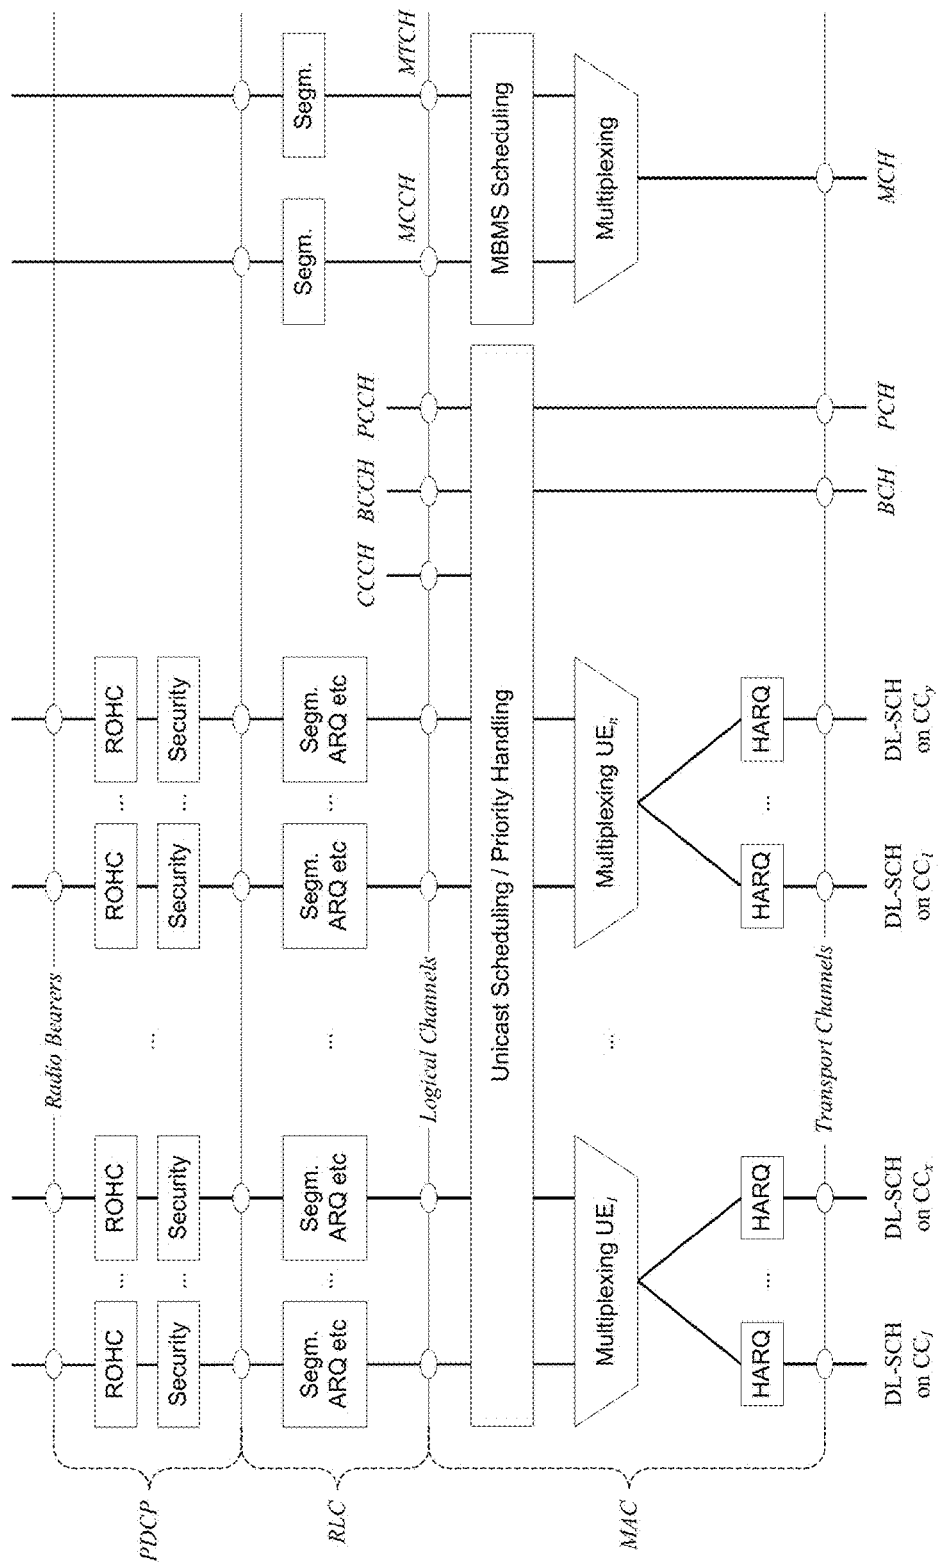 Radio Bearers
ROHC ... ROHC ROHC ... ROHC
PDCP ...
Security ... Security Security ... Security
Segm. Segm. Segm. Segm. Segm. Segm.
RLC ... ... ...
ARQ etc ARQ etc ARQ etc ARQ etc
CCCH BCCH PCCH MCCH MTCH
Logical Channels
Unicast Scheduling / Priority Handling MBMS Scheduling
Multiplexing UE₁ ... Multiplexing UEₙ Multiplexing
MAC
HARQ ... HARQ HARQ ... HARQ
Transport Channels
DL-SCH DL-SCH DL-SCH DL-SCH BCH PCH MCH
on CC₁ on CCₓ on CC₁ on CCy